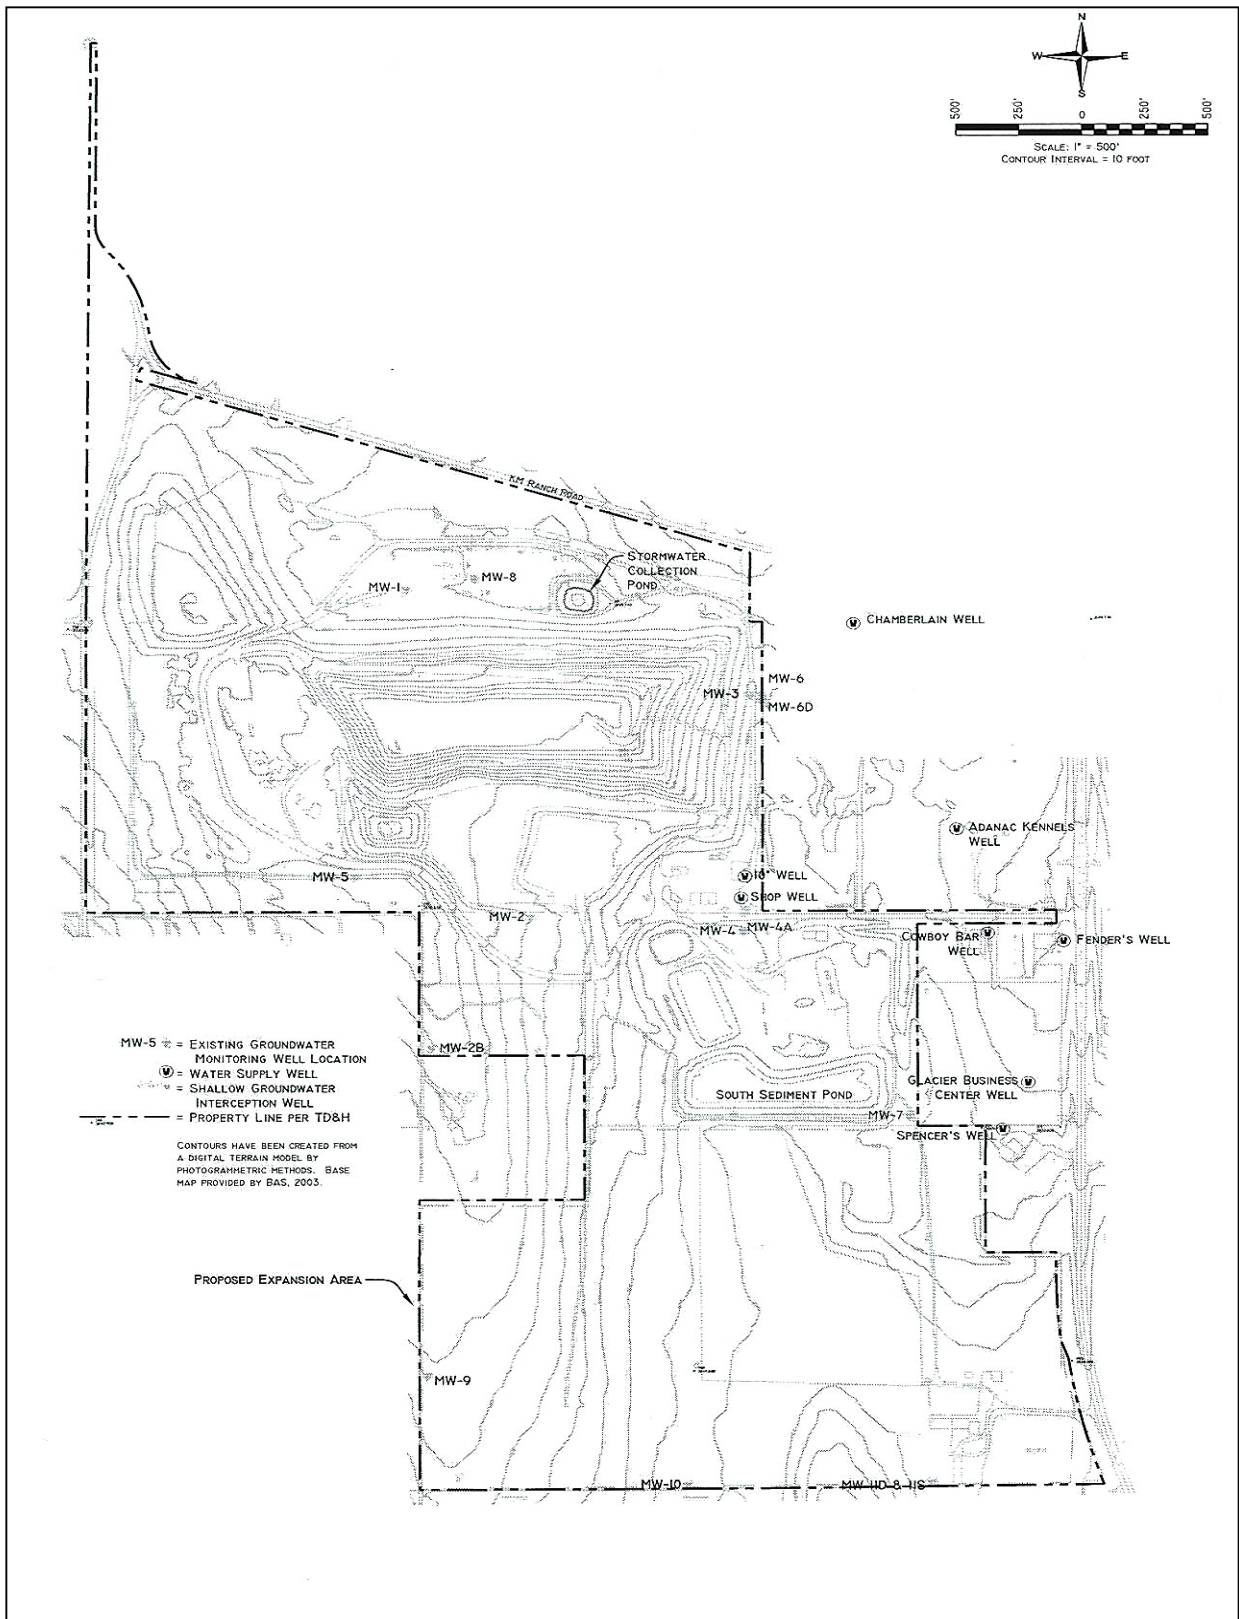 N
W
E
S
500'
250'
0
250'
500'
SCALE: 1" = 500'
CONTOUR INTERVAL = 10 FOOT
KM RANCH ROAD
STORMWATER
COLLECTION
POND
MW-1
MW-8
CHAMBERLAIN WELL
MW-6
MW-3
MW-6D
ADANAC KENNELS
WELL
MW-5
10" WELL
SHOP WELL
MW-2
MW-4
MW-4A
COWBOY BAR
WELL
FENDER'S WELL
MW-5 = EXISTING GROUNDWATER
MONITORING WELL LOCATION
W = WATER SUPPLY WELL
= SHALLOW GROUNDWATER
INTERCEPTION WELL
= PROPERTY LINE PER TD&H
CONTOURS HAVE BEEN CREATED FROM
A DIGITAL TERRAIN MODEL BY
PHOTOGRAMMETRIC METHODS. BASE
MAP PROVIDED BY BAS, 2003.
MW-2B
GLACIER BUSINESS
CENTER WELL
SOUTH SEDIMENT POND
MW-7
SPENCER'S WELL
PROPOSED EXPANSION AREA
MW-9
MW-10
MW 11D & 11S